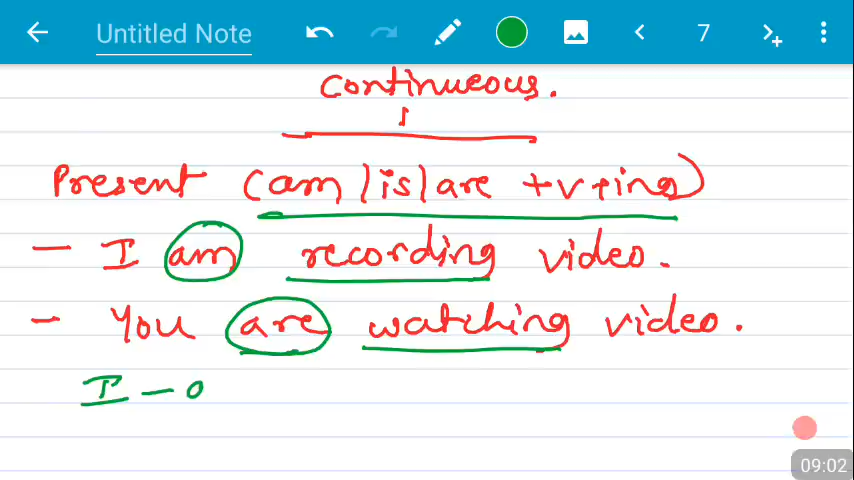 Untitled Note
7
Continueous.
Present (am/is/are +v+ing)
- I am recording video.
- You are watching video.
I -
09:02